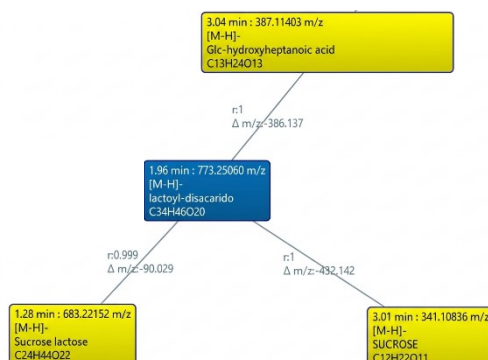 3.04 min : 387.11403 m/z
[M-H]-
Glc-hydroxyheptanoic acid
C13H24O13
r:1
Δ m/z:-386.137
1.96 min : 773.25060 m/z
[M-H]-
lactoyl-disacarido
C34H46O20
r:0.999
Δ m/z:-90.029
r:1
Δ m/z:-432.142
1.28 min : 683.22152 m/z
[M-H]-
Sucrose lactose
C24H44O22
3.01 min : 341.10836 m/z
[M-H]-
SUCROSE
C12H22O11